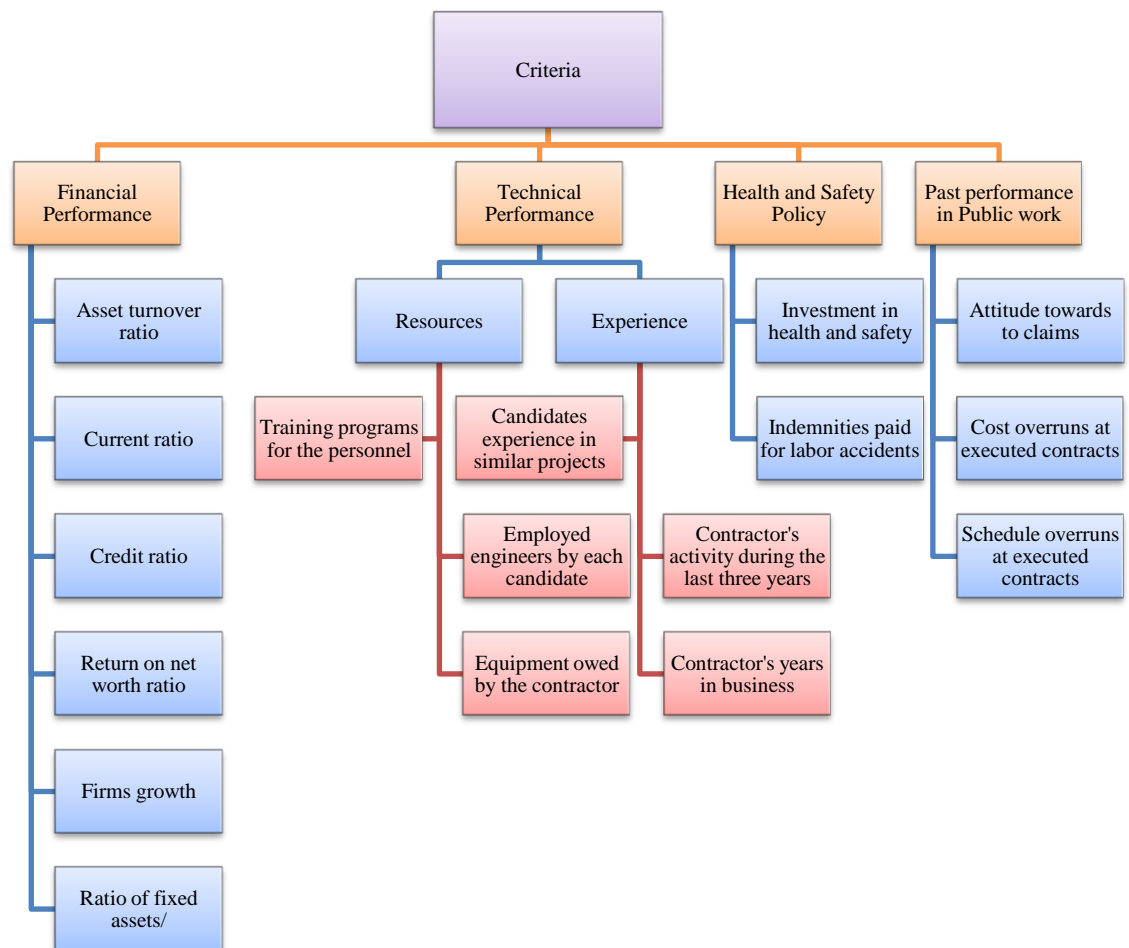 Criteria
Financial
Performance
Technical
Performance
Health and Safety
Policy
Past performance
in Public work
Asset turnover
ratio
Current ratio
Credit ratio
Return on net
worth ratio
Firms growth
Ratio of fixed
assets/
Resources
Training programs
for the personnel
Employed
engineers by each
candidate
Equipment owed
by the contractor
Experience
Candidates
experience in
similar projects
Contractor's
activity during the
last three years
Contractor's years
in business
Investment in
health and safety
Indemnities paid
for labor accidents
Attitude towards
to claims
Cost overruns at
executed contracts
Schedule overruns
at executed
contracts